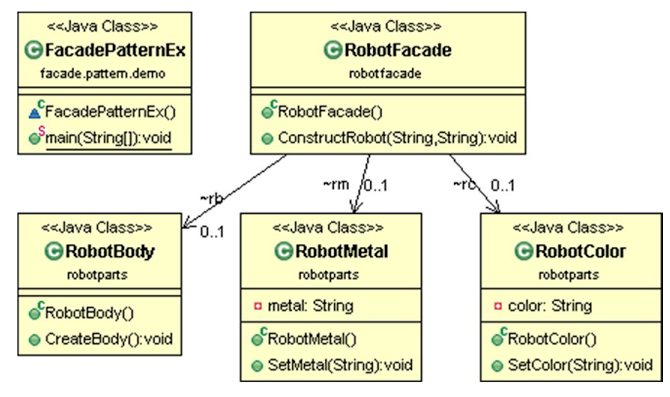 <<Java Class>>
FacadePatternEx
facade.pattern.demo
FacadePatternEx()
main(String[]):void
<<Java Class>>
RobotFacade
robotfacade
RobotFacade()
ConstructRobot(String,String):void
~rb
0..1
~rm 0..1
~rc 0..1
<<Java Class>>
RobotBody
robotparts
RobotBody()
CreateBody():void
<<Java Class>>
RobotMetal
robotparts
metal: String
RobotMetal()
SetMetal(String):void
<<Java Class>>
RobotColor
robotparts
color: String
RobotColor()
SetColor(String):void